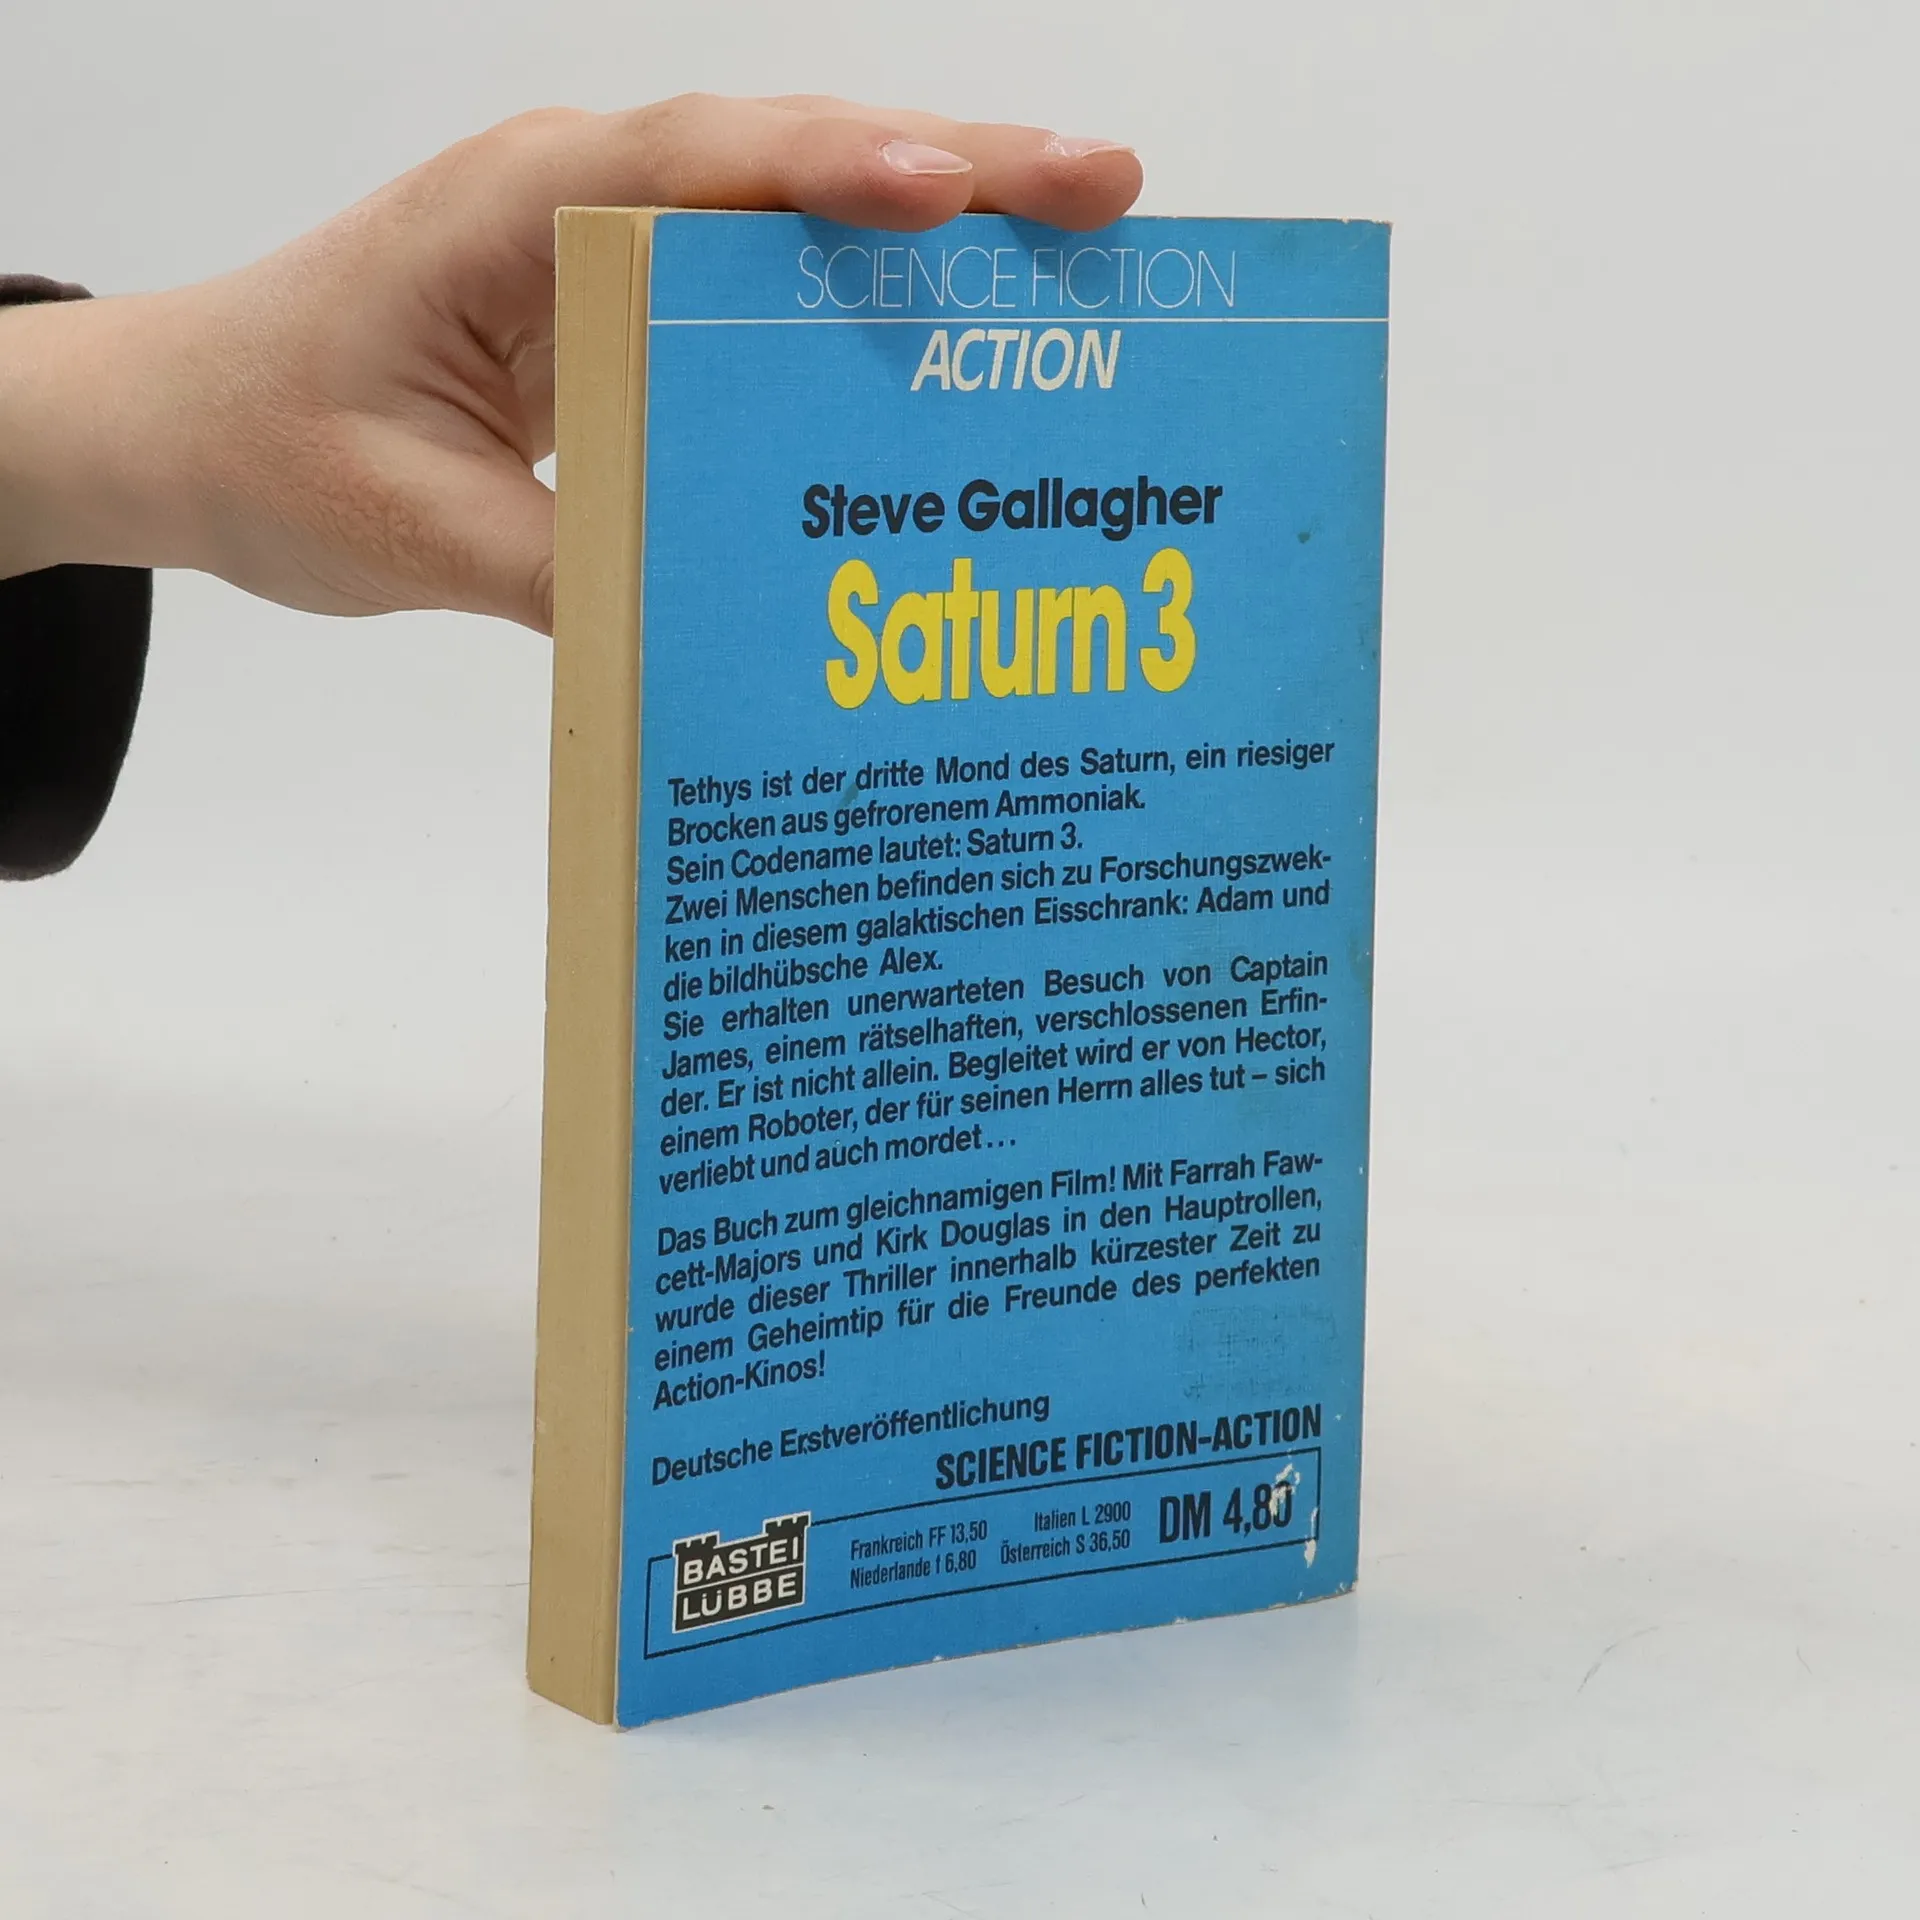 SCIENCE FICTION
ACTION
Steve Gallagher
Saturn 3
Tethys ist der dritte Mond des Saturn, ein riesiger
Brocken aus gefrorenem Ammoniak.
Sein Codename lautet: Saturn 3.
Zwei Menschen befinden sich zu Forschungszwek-
ken in diesem galaktischen Eisschrank: Adam und
die bildhübsche Alex.
Sie erhalten unerwarteten Besuch von Captain
James, einem rätselhaften, verschlossenen Erfin-
der. Er ist nicht allein. Begleitet wird er von Hector,
einem Roboter, der für seinen Herrn alles tut – sich
verliebt und auch mordet...
Das Buch zum gleichnamigen Film! Mit Farrah Faw-
cett-Majors und Kirk Douglas in den Hauptrollen,
wurde dieser Thriller innerhalb kürzester Zeit zu
einem Geheimtip für die Freunde des perfekten
Action-Kinos!
Deutsche Erstveröffentlichung
SCIENCE FICTION-ACTION
BASTEI
LÜBBE
Frankreich FF 13,50
Niederlande f 6,80
Italien L 2900
Österreich S 36,50
DM 4,80